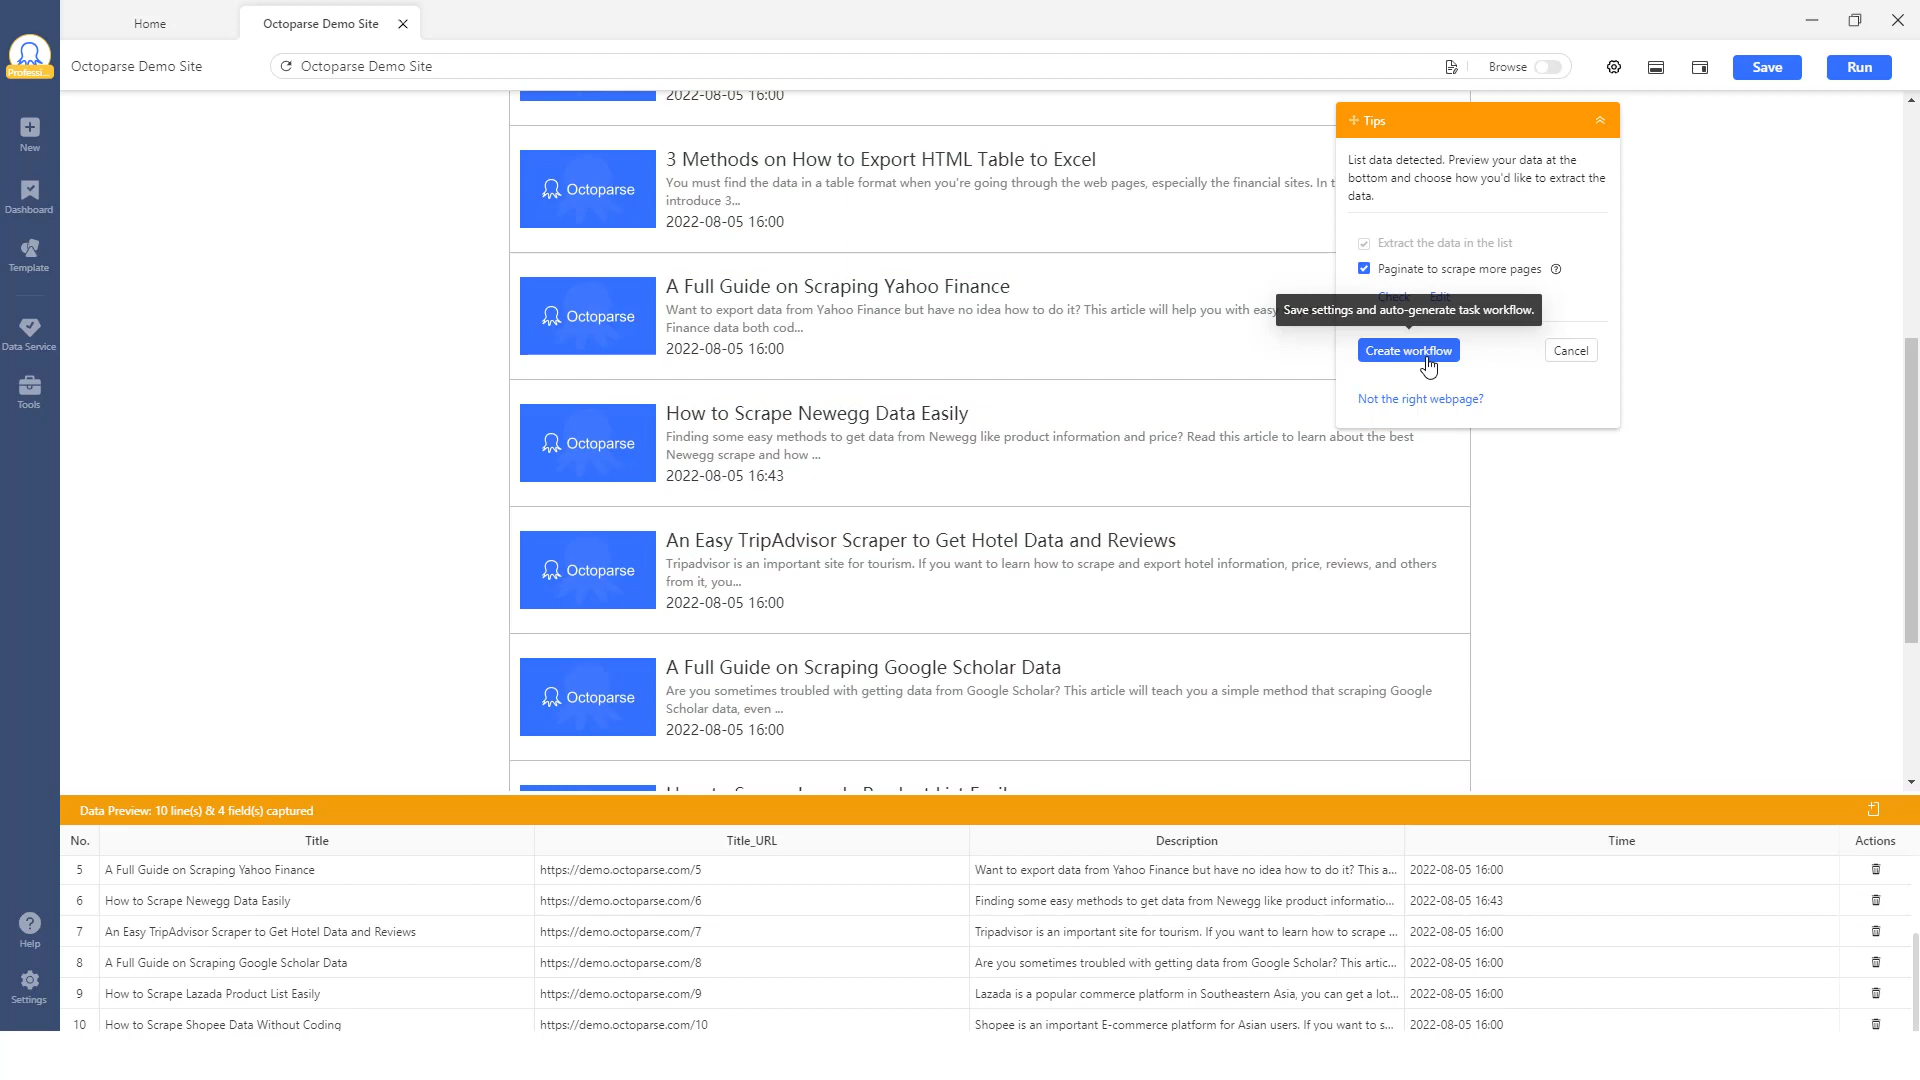 Home
Octoparse Demo Site
Professi...
Octoparse Demo Site
Octoparse Demo Site
Browse
Save
Run
New
Dashboard
Template
Data Service
Tools
Help
Settings
2022-08-05 16:00
Octoparse
3 Methods on How to Export HTML Table to Excel
You must find the data in a table format when you're going through the web pages, especially the financial sites. In t
introduce 3...
2022-08-05 16:00
Octoparse
A Full Guide on Scraping Yahoo Finance
Want to export data from Yahoo Finance but have no idea how to do it? This article will help you with easy
Finance data both cod...
2022-08-05 16:00
Octoparse
How to Scrape Newegg Data Easily
Finding some easy methods to get data from Newegg like product information and price? Read this article to learn about the best
Newegg scrape and how ...
2022-08-05 16:43
Octoparse
An Easy TripAdvisor Scraper to Get Hotel Data and Reviews
Tripadvisor is an important site for tourism. If you want to learn how to scrape and export hotel information, price, reviews, and others
from it, you...
2022-08-05 16:00
Octoparse
A Full Guide on Scraping Google Scholar Data
Are you sometimes troubled with getting data from Google Scholar? This article will teach you a simple method that scraping Google
Scholar data, even ...
2022-08-05 16:00
Tips
List data detected. Preview your data at the
bottom and choose how you'd like to extract the
data.
Extract the data in the list
Paginate to scrape more pages
Check Edit
Save settings and auto-generate task workflow.
Create workflow
Cancel
Not the right webpage?
Data Preview: 10 line(s) & 4 field(s) captured
No. Title Title_URL Description Time Actions
5 A Full Guide on Scraping Yahoo Finance https://demo.octoparse.com/5 Want to export data from Yahoo Finance but have no idea how to do it? This a... 2022-08-05 16:00
6 How to Scrape Newegg Data Easily https://demo.octoparse.com/6 Finding some easy methods to get data from Newegg like product informatio... 2022-08-05 16:43
7 An Easy TripAdvisor Scraper to Get Hotel Data and Reviews https://demo.octoparse.com/7 Tripadvisor is an important site for tourism. If you want to learn how to scrape ... 2022-08-05 16:00
8 A Full Guide on Scraping Google Scholar Data https://demo.octoparse.com/8 Are you sometimes troubled with getting data from Google Scholar? This artic... 2022-08-05 16:00
9 How to Scrape Lazada Product List Easily https://demo.octoparse.com/9 Lazada is a popular commerce platform in Southeastern Asia, you can get a lot... 2022-08-05 16:00
10 How to Scrape Shopee Data Without Coding https://demo.octoparse.com/10 Shopee is an important E-commerce platform for Asian users. If you want to s... 2022-08-05 16:00